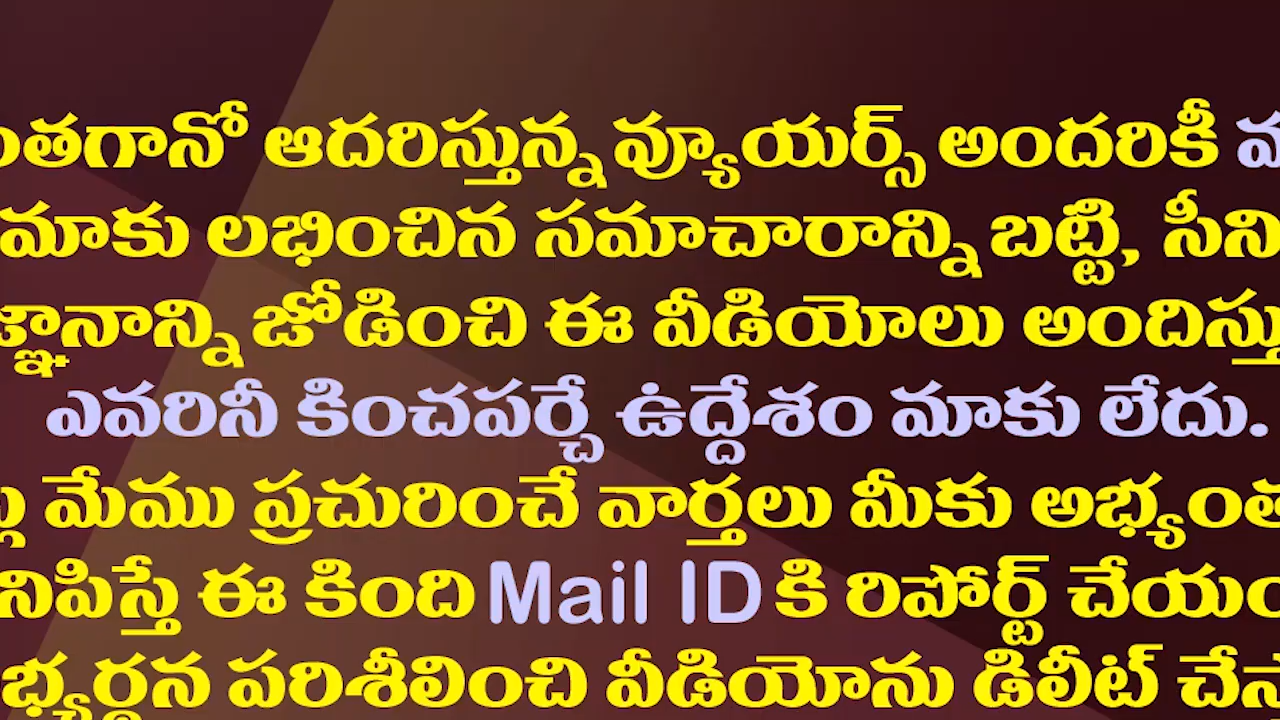 ంతగానో ఆదరిస్తున్న వ్యూయర్స్ అందరికీ
మాకు లభించిన సమాచారాన్ని బట్టి, సీని
జ్ఞానాన్ని జోడించి ఈ వీడియోలు అందిస్తు
ఎవరినీ కించపర్చే ఉద్దేశం మాకు లేదు.
మేము ప్రచురించే వార్తలు మీకు అభ్యంత
నిపిస్తే ఈ కింది Mail ID కి రిపోర్ట్ చేయం
భ్యర్థన పరిశీలించి వీడియోను డిలీట్ చేస